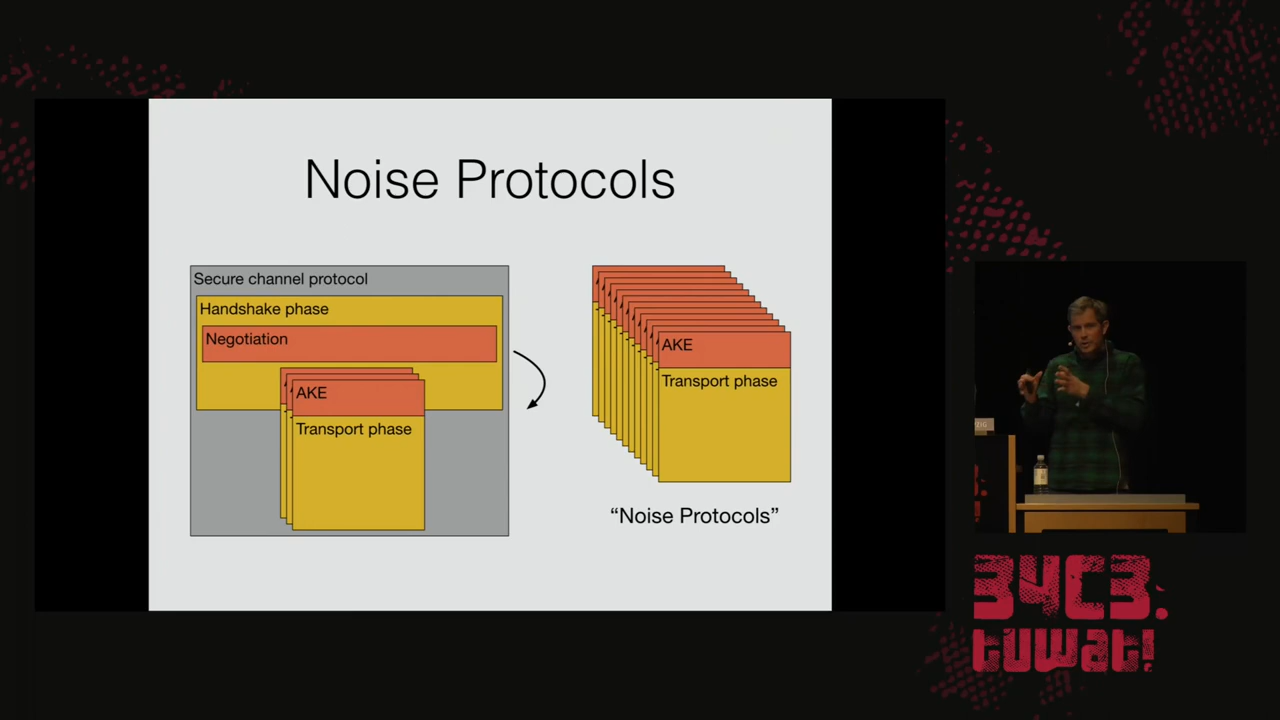 Noise Protocols
Secure channel protocol
Handshake phase
Negotiation
AKE
Transport phase
AKE
Transport phase
“Noise Protocols”
34C3.
tuwat!